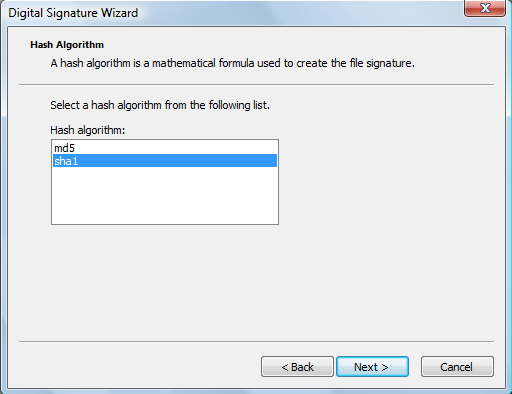 Digital Signature Wizard
Hash Algorithm
A hash algorithm is a mathematical formula used to create the file signature.
Select a hash algorithm from the following list.
Hash algorithm:
md5
sha1
< Back Next > Cancel